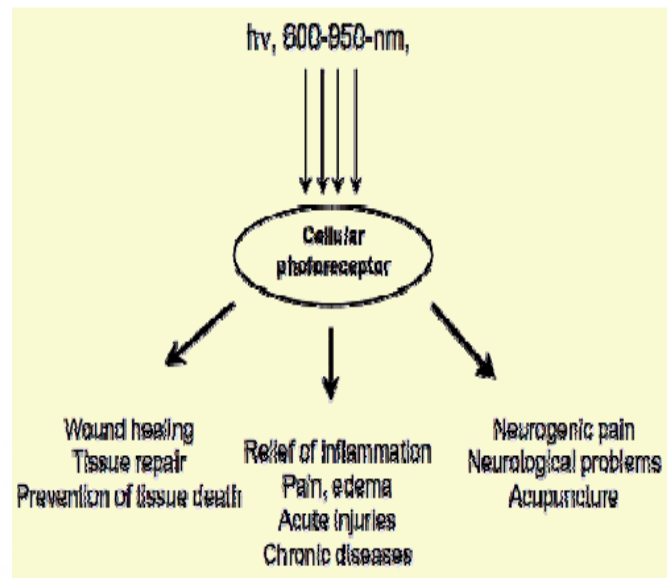 hν, 600-950-nm,
Cellular
photoreceptor
Wound healing
Tissue repair
Prevention of tissue death
Relief of inflammation
Pain, edema
Acute injuries
Chronic diseases
Neurogenic pain
Neurological problems
Acupuncture